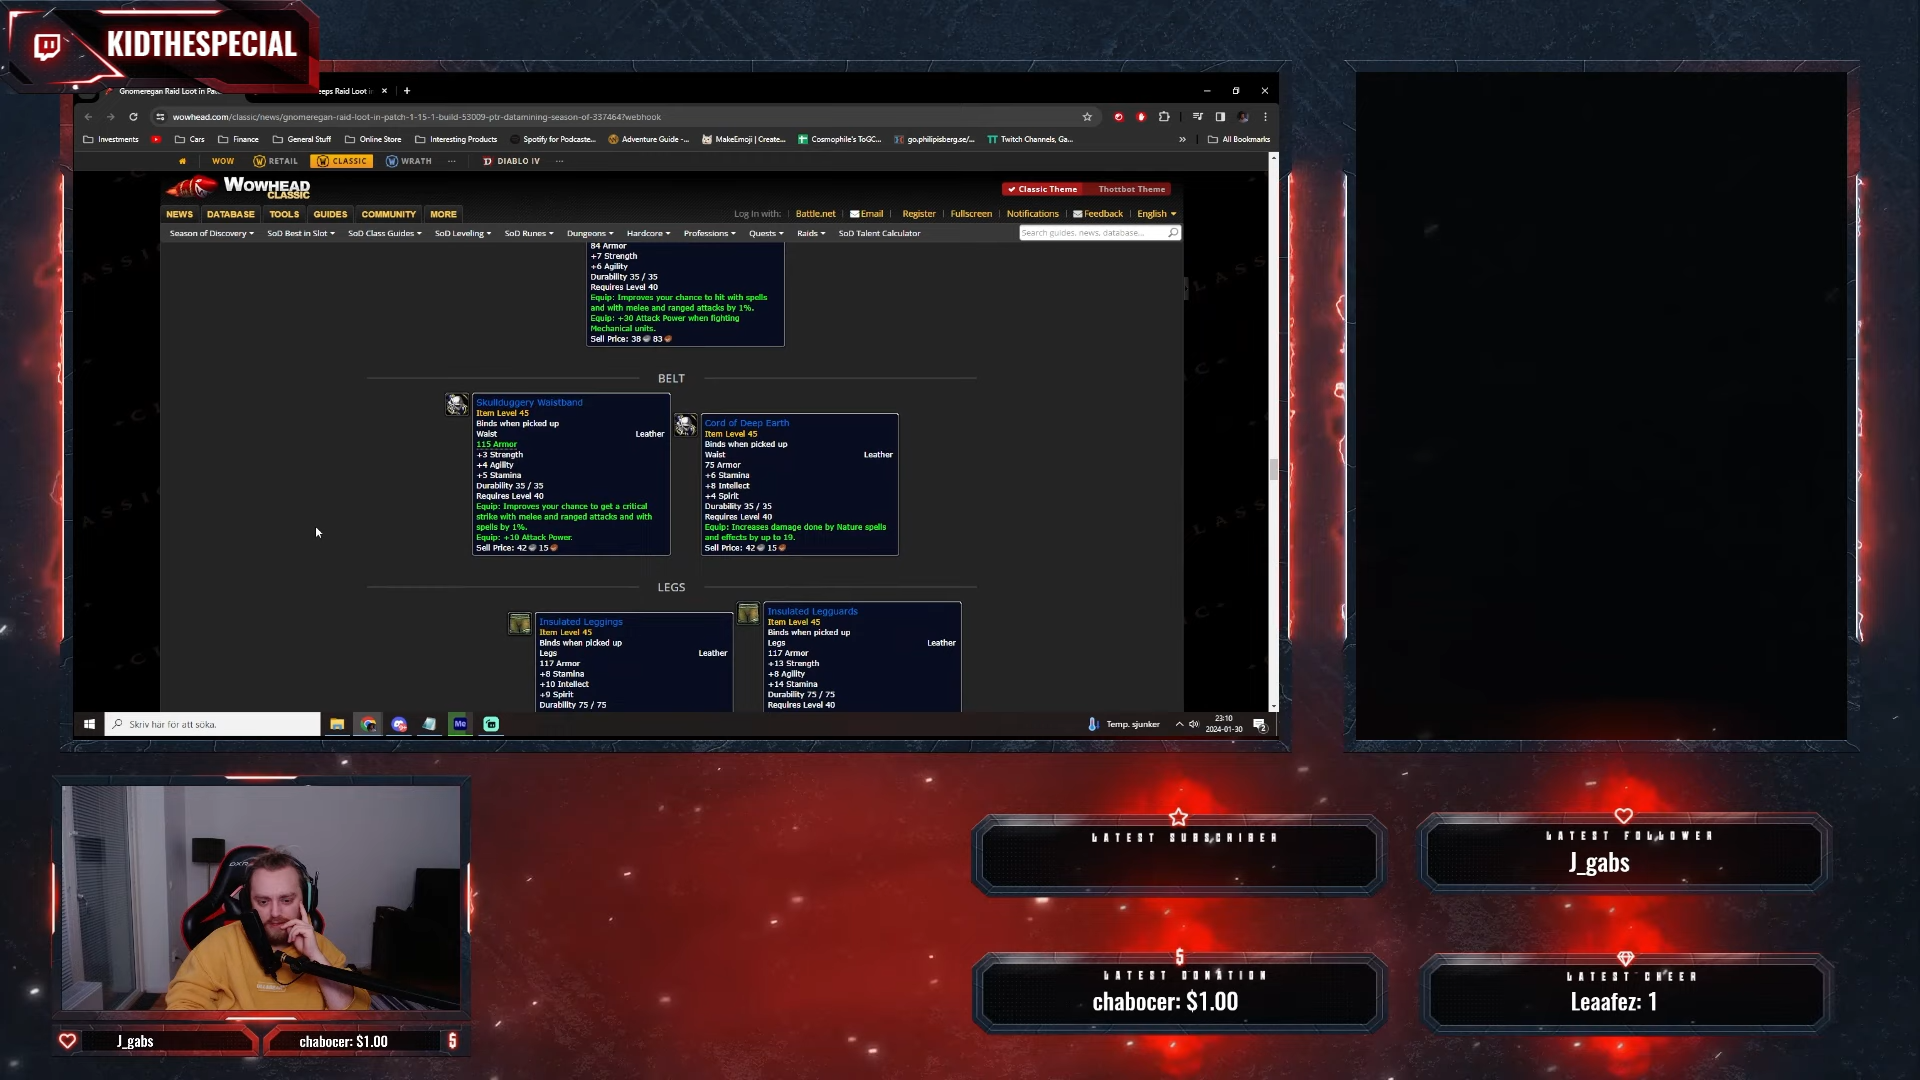 KIDTHESPECIAL
Gnomeregan Raid Loot in Pat
eeps Raid Loot i
wowhead.com/classic/news/gnomeregan-raid-loot-in-patch-1-15-1-build-53009-ptr-datamining-season-of-337464?webhook
Investments
Cars
Finance
General Stuff
Online Store
Interesting Products
Spotify for Podcaste...
Adventure Guide -...
MakeEmoji | Create...
Cosmophile's ToGC...
go.philipisberg.se/...
Twitch Channels, Ga...
All Bookmarks
WOW
RETAIL
CLASSIC
WRATH
DIABLO IV
WOWHEAD
CLASSIC
Classic Theme
Thottbot Theme
NEWS
DATABASE
TOOLS
GUIDES
COMMUNITY
MORE
Log in with:
Battle.net
Email
Register
Fullscreen
Notifications
Feedback
English
Season of Discovery
SoD Best in Slot
SoD Class Guides
SoD Leveling
SoD Runes
Dungeons
Hardcore
Professions
Quests
Raids
SoD Talent Calculator
Search guides, news, database...
84 Armor
+7 Strength
+6 Agility
Durability 35 / 35
Requires Level 40
Equip: Improves your chance to hit with spells
and with melee and ranged attacks by 1%.
Equip: +30 Attack Power when fighting
Mechanical units.
Sell Price: 38 83
BELT
Skullduggery Waistband
Item Level 45
Binds when picked up
Waist Leather
115 Armor
+3 Strength
+4 Agility
+5 Stamina
Durability 35 / 35
Requires Level 40
Equip: Improves your chance to get a critical
strike with melee and ranged attacks and with
spells by 1%.
Equip: +10 Attack Power.
Sell Price: 42 15
Cord of Deep Earth
Item Level 45
Binds when picked up
Waist Leather
75 Armor
+6 Stamina
+8 Intellect
+4 Spirit
Durability 35 / 35
Requires Level 40
Equip: Increases damage done by Nature spells
and effects by up to 19.
Sell Price: 42 15
LEGS
Insulated Leggings
Item Level 45
Binds when picked up
Legs Leather
117 Armor
+8 Stamina
+10 Intellect
+9 Spirit
Durability 75 / 75
Insulated Legguards
Item Level 45
Binds when picked up
Legs Leather
117 Armor
+13 Strength
+8 Agility
+14 Stamina
Durability 75 / 75
Requires Level 40
Skriv här för att söka.
Me
Temp. sjunker
23:10
2024-01-30
2
LATEST SUBSCRIBER
LATEST FOLLOWER
J_gabs
LATEST DONATION
chabocer: $1.00
LATEST CHEER
Leaafez: 1
J_gabs
chabocer: $1.00